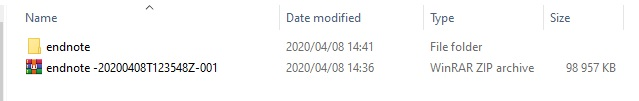 Name Date modified Type Size
endnote 2020/04/08 14:41 File folder
endnote -20200408T123548Z-001 2020/04/08 14:36 WinRAR ZIP archive 98 957 KB